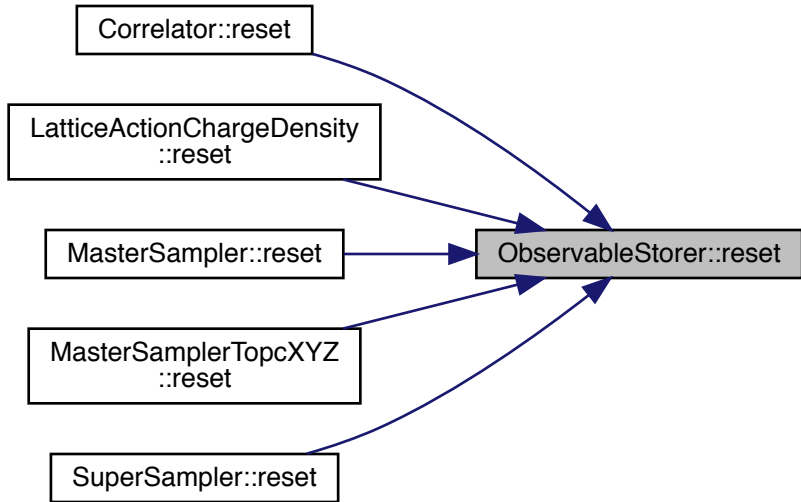 Correlator::reset
LatticeActionChargeDensity
::reset
MasterSampler::reset
ObservableStorer::reset
MasterSamplerTopcXYZ
::reset
SuperSampler::reset